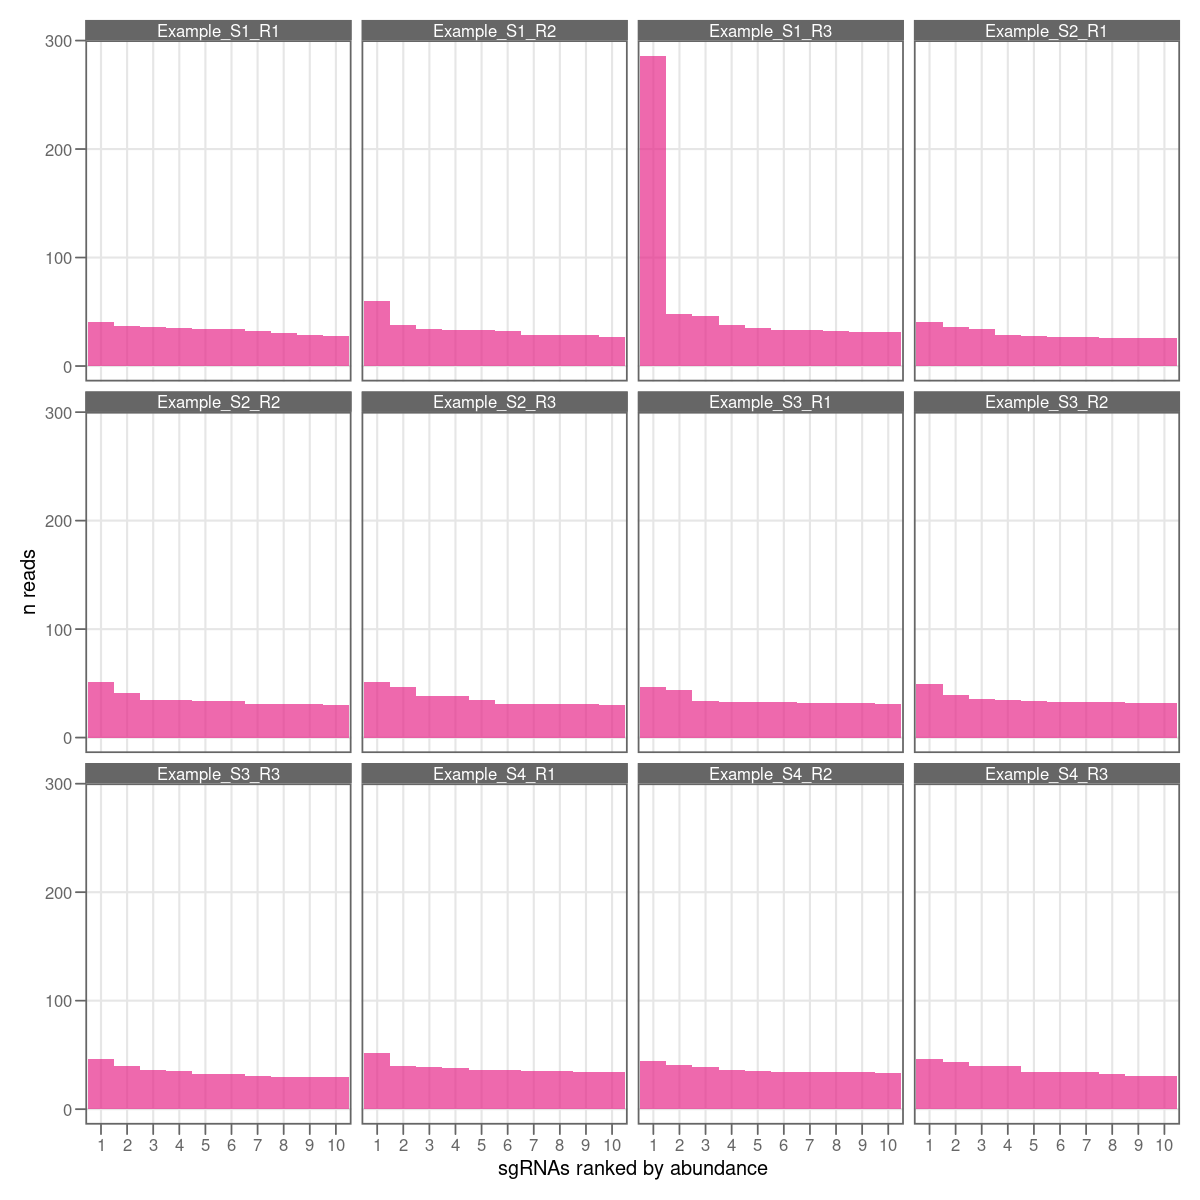 Example_S1_R1 Example_S1_R2 Example_S1_R3 Example_S2_R1
300
200
100
0
Example_S2_R2 Example_S2_R3 Example_S3_R1 Example_S3_R2
300
200
100
0
n reads
Example_S3_R3 Example_S4_R1 Example_S4_R2 Example_S4_R3
300
200
100
0
1 2 3 4 5 6 7 8 9 10 1 2 3 4 5 6 7 8 9 10 1 2 3 4 5 6 7 8 9 10 1 2 3 4 5 6 7 8 9 10
sgRNAs ranked by abundance